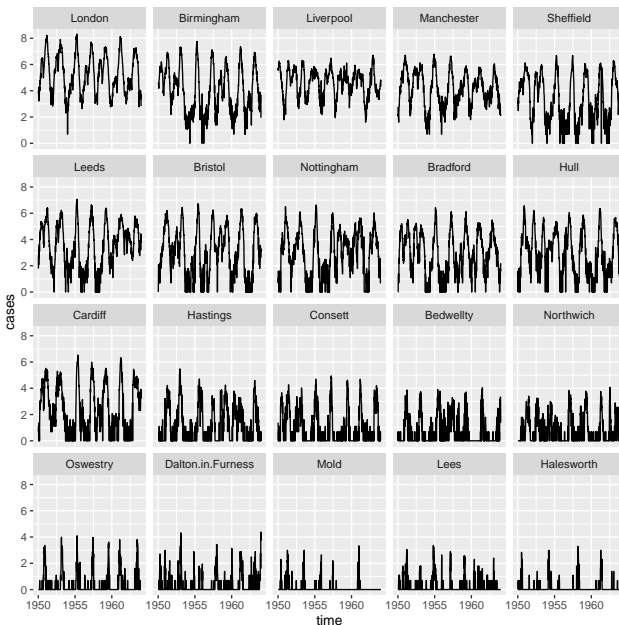 London Birmingham Liverpool Manchester Sheffield
8
6
4
2
0
Leeds Bristol Nottingham Bradford Hull
8
6
4
2
0
cases
Cardiff Hastings Consett Bedwellty Northwich
8
6
4
2
0
Oswestry Dalton.in.Furness Mold Lees Halesworth
8
6
4
2
0
1950 1955 1960 1950 1955 1960 1950 1955 1960 1950 1955 1960 1950 1955 1960
time